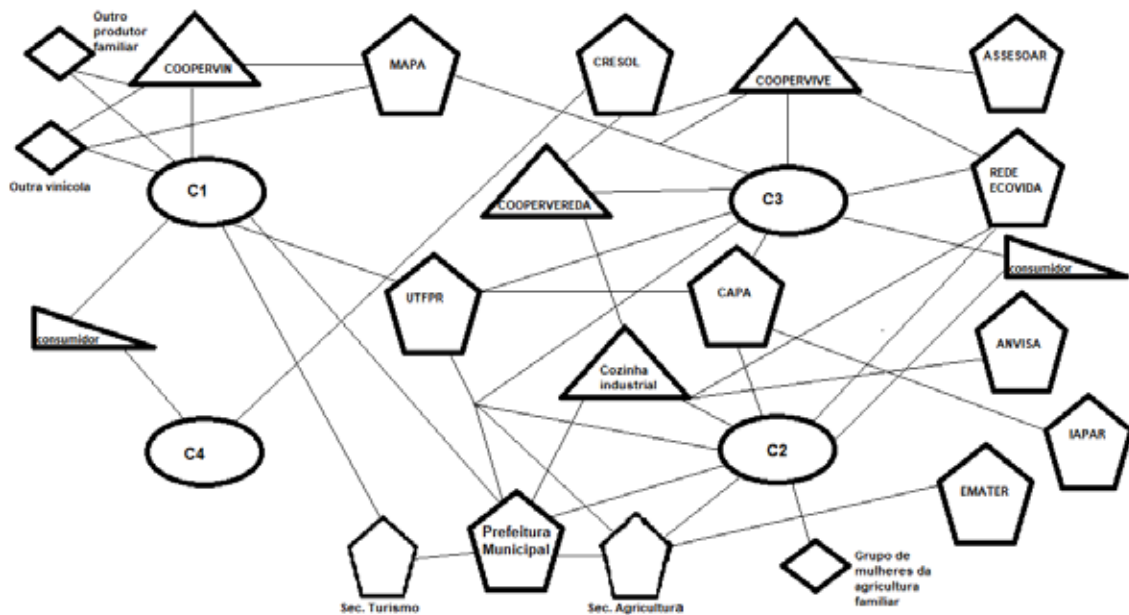 Outro
produtor
familiar
COOPERVIN
MAPA
CRESOL
COOPERVIVE
ASSESOAR
Outra vinícola
C1
COOPERVEREDA
C3
REDE
ECOVIDA
consumidor
UTFPR
CAPA
consumidor
ANVISA
Cozinha
industrial
C4
C2
IAPAR
EMATER
Prefeitura
Municipal
Sec. Turismo
Sec. Agricultura
Grupo de
mulheres da
agricultura
familiar